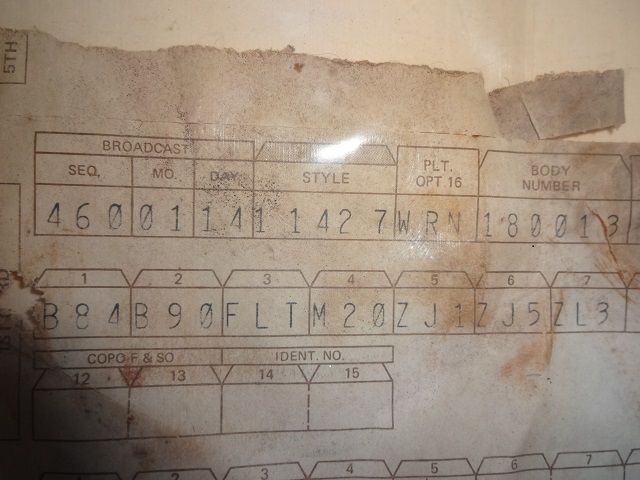 5TH
BROADCAST
SEQ. MO. DAY STYLE PLT. OPT. 16 BODY NUMBER
460 01 14 11427 WRN 180013
1 2 3 4 5 6 7
B84 B90 FLT M20 ZJ1 ZJ5 ZL3
COPO F & SO IDENT. NO.
12 13 14 15
1 2 3 4 5 6 7